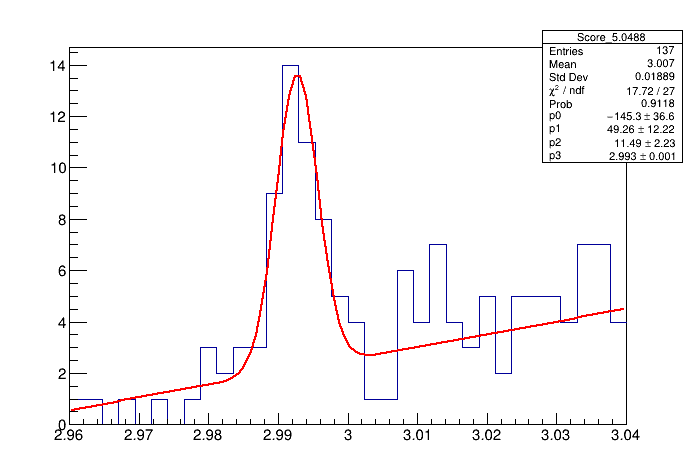 Score_5.0488
Entries 137
Mean 3.007
Std Dev 0.01889
χ² / ndf 17.72 / 27
Prob 0.9118
p0 −145.3 ± 36.6
p1 49.26 ± 12.22
p2 11.49 ± 2.23
p3 2.993 ± 0.001
14
12
10
8
6
4
2
0
2.96 2.97 2.98 2.99 3 3.01 3.02 3.03 3.04